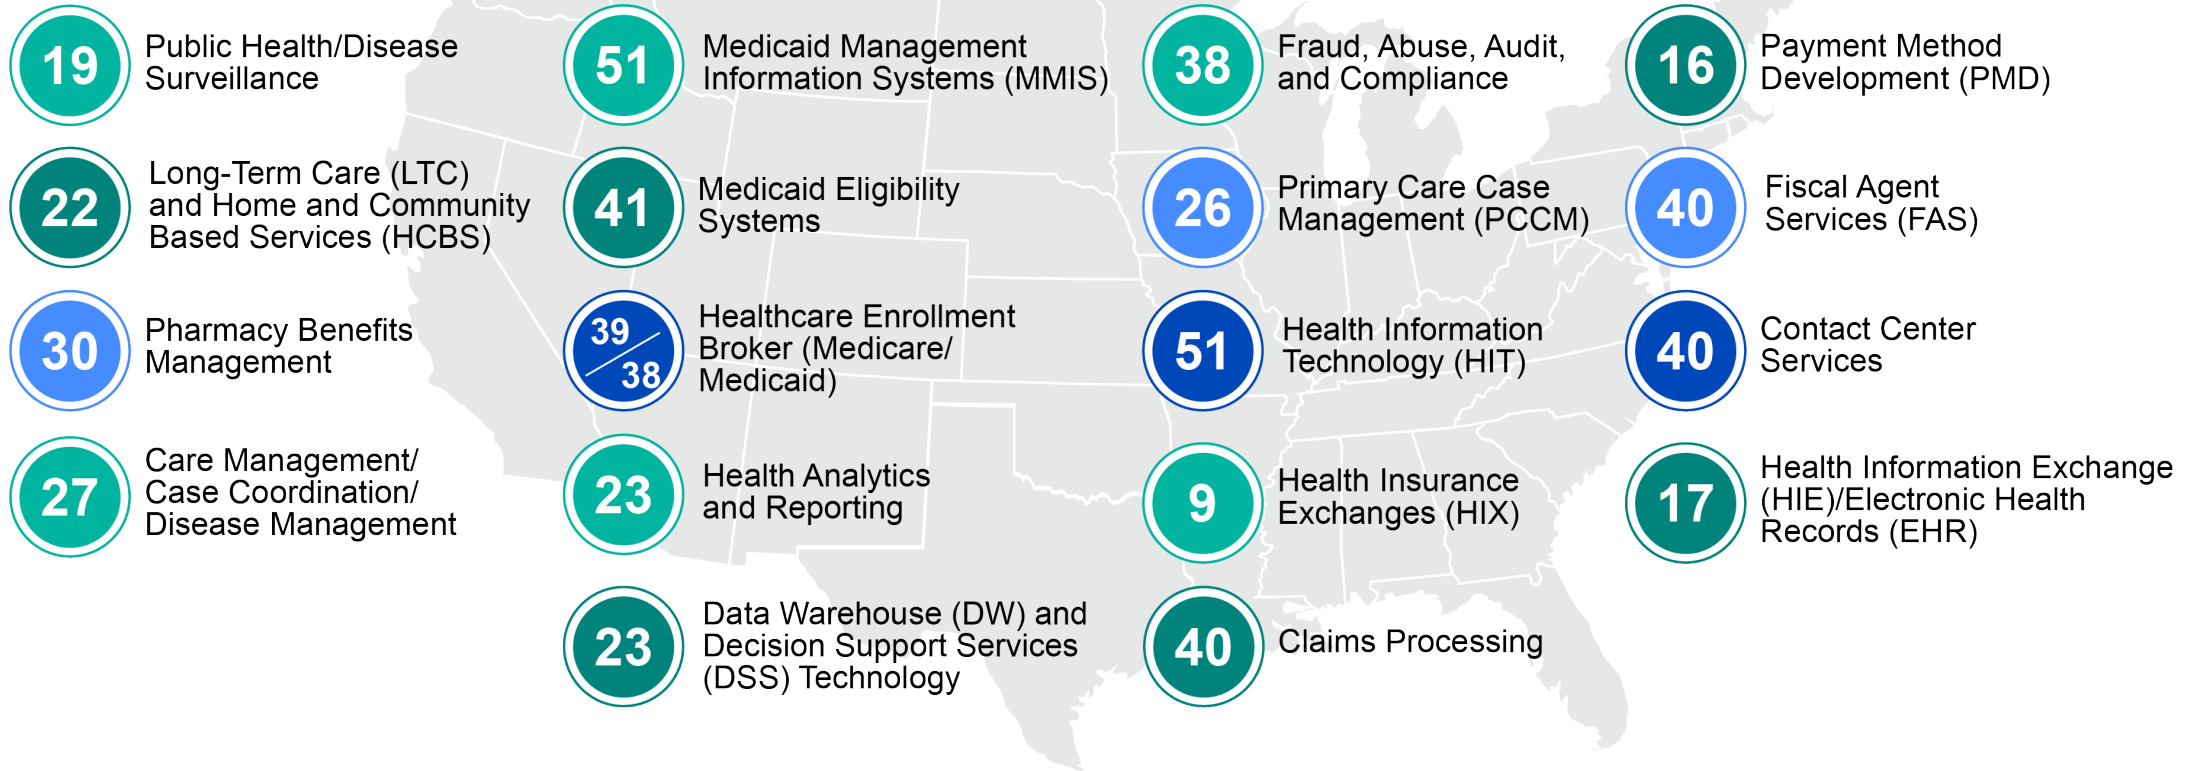 19
Public Health/Disease
Surveillance
22
Long-Term Care (LTC)
and Home and Community
Based Services (HCBS)
30
Pharmacy Benefits
Management
27
Care Management/
Case Coordination/
Disease Management
51
Medicaid Management
Information Systems (MMIS)
41
Medicaid Eligibility
Systems
39
38
Healthcare Enrollment
Broker (Medicare/
Medicaid)
23
Health Analytics
and Reporting
23
Data Warehouse (DW) and
Decision Support Services
(DSS) Technology
38
Fraud, Abuse, Audit,
and Compliance
26
Primary Care Case
Management (PCCM)
51
Health Information
Technology (HIT)
9
Health Insurance
Exchanges (HIX)
40
Claims Processing
16
Payment Method
Development (PMD)
40
Fiscal Agent
Services (FAS)
40
Contact Center
Services
17
Health Information Exchange
(HIE)/Electronic Health
Records (EHR)